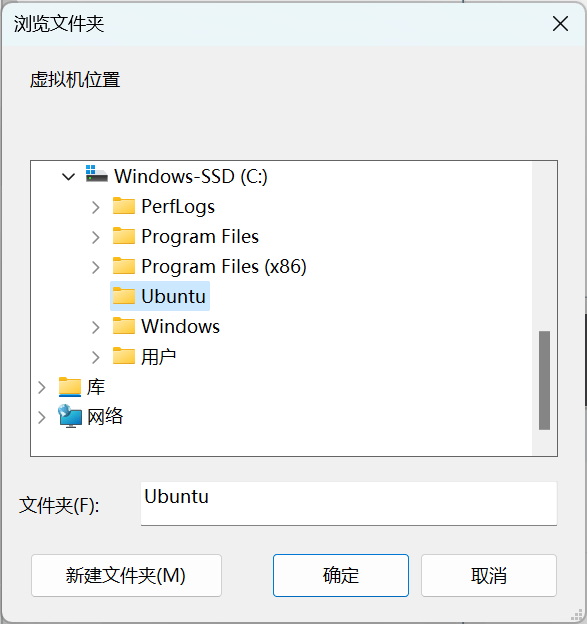 浏览文件夹
虚拟机位置
Windows-SSD (C:)
PerfLogs
Program Files
Program Files (x86)
Ubuntu
Windows
用户
库
网络
文件夹(F): Ubuntu
新建文件夹(M) 确定 取消